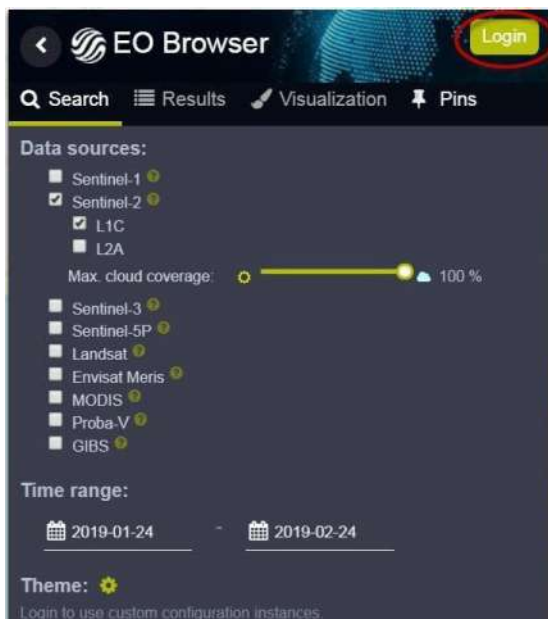 EO Browser
Login
Search Results Visualization Pins
Data sources:
Sentinel-1
Sentinel-2
L1C
L2A
Max. cloud coverage: 100 %
Sentinel-3
Sentinel-5P
Landsat
Envisat Meris
MODIS
Proba-V
GIBS
Time range:
2019-01-24 - 2019-02-24
Theme:
Login to use custom configuration instances.